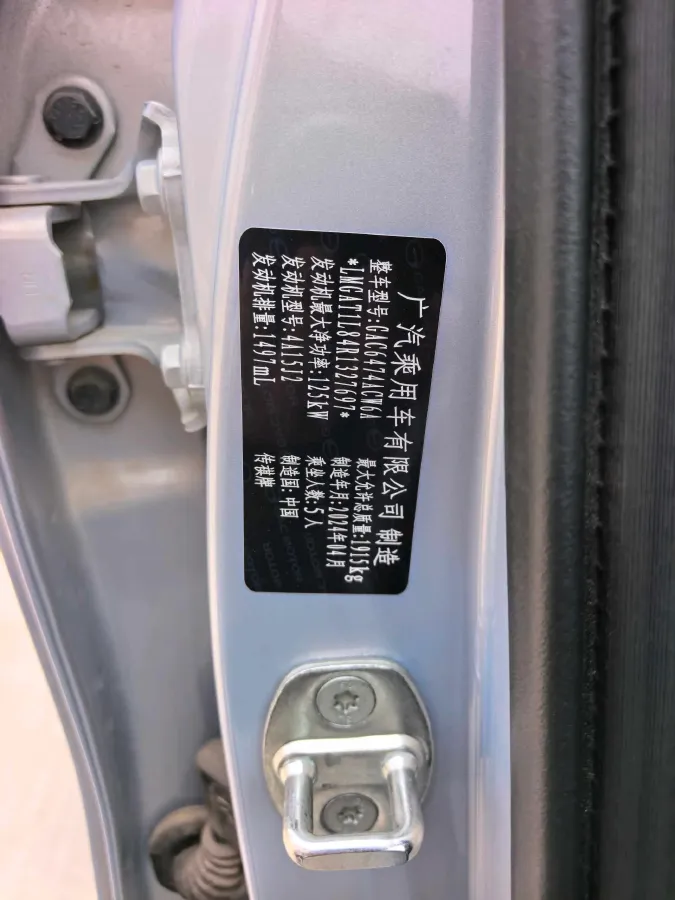 广汽乘用车有限公司 制造
整车型号:GAC6474ACW6A 最大允许总质量:1915kg
*LMGAT1L84R1327697* 制造年月:2024年04月
发动机最大净功率:125kW 乘坐人数:5人
发动机型号:4A15J2 制造国:中国
发动机排量:1497mL 传祺牌